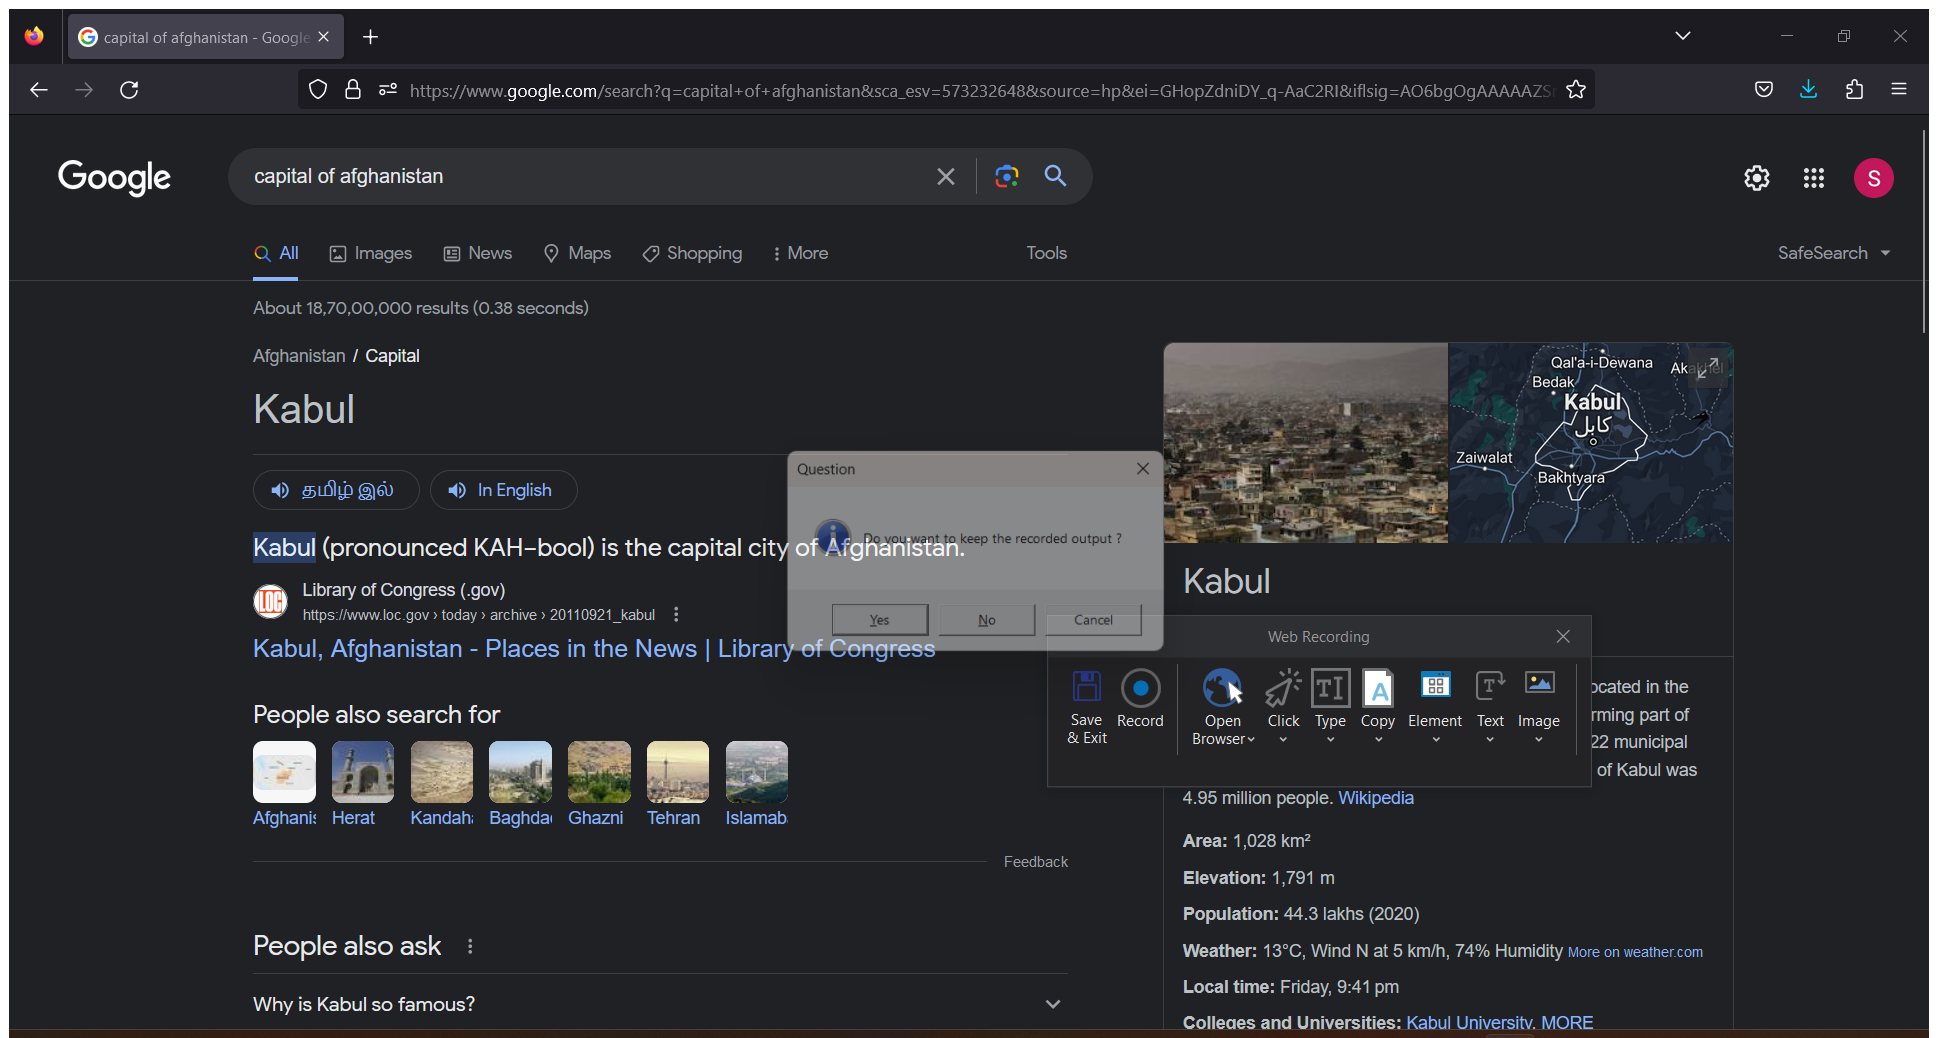 capital of afghanistan - Google
https://www.google.com/search?q=capital+of+afghanistan&sca_esv=573232648&source=hp&ei=GHopZdniDY_q-AaC2RI&iflsig=AO6bgOgAAAAAZS
Google
capital of afghanistan
S
All Images News Maps Shopping More Tools SafeSearch
About 18,70,00,000 results (0.38 seconds)
Afghanistan / Capital
Kabul
தமிழ் இல் In English
Kabul (pronounced KAH–bool) is the capital city of Afghanistan.
LOC
Library of Congress (.gov)
https://www.loc.gov › today › archive › 20110921_kabul
Kabul, Afghanistan - Places in the News | Library of Congress
People also search for
Afghanis Herat Kandaha Baghdad Ghazni Tehran Islamab
Feedback
People also ask
Why is Kabul so famous?
Question
Do you want to keep the recorded output ?
Yes No Cancel
Qal'a-i-Dewana
Akakhel
Bedak
Kabul
كابل
Zaiwalat
Bakhtyara
Kabul
Web Recording
Save & Exit
Record
Open Browser
Click
Type
Copy
Element
Text
Image
ocated in the
rming part of
22 municipal
of Kabul was
4.95 million people. Wikipedia
Area: 1,028 km²
Elevation: 1,791 m
Population: 44.3 lakhs (2020)
Weather: 13°C, Wind N at 5 km/h, 74% Humidity More on weather.com
Local time: Friday, 9:41 pm
Colleges and Universities: Kabul University, MORE